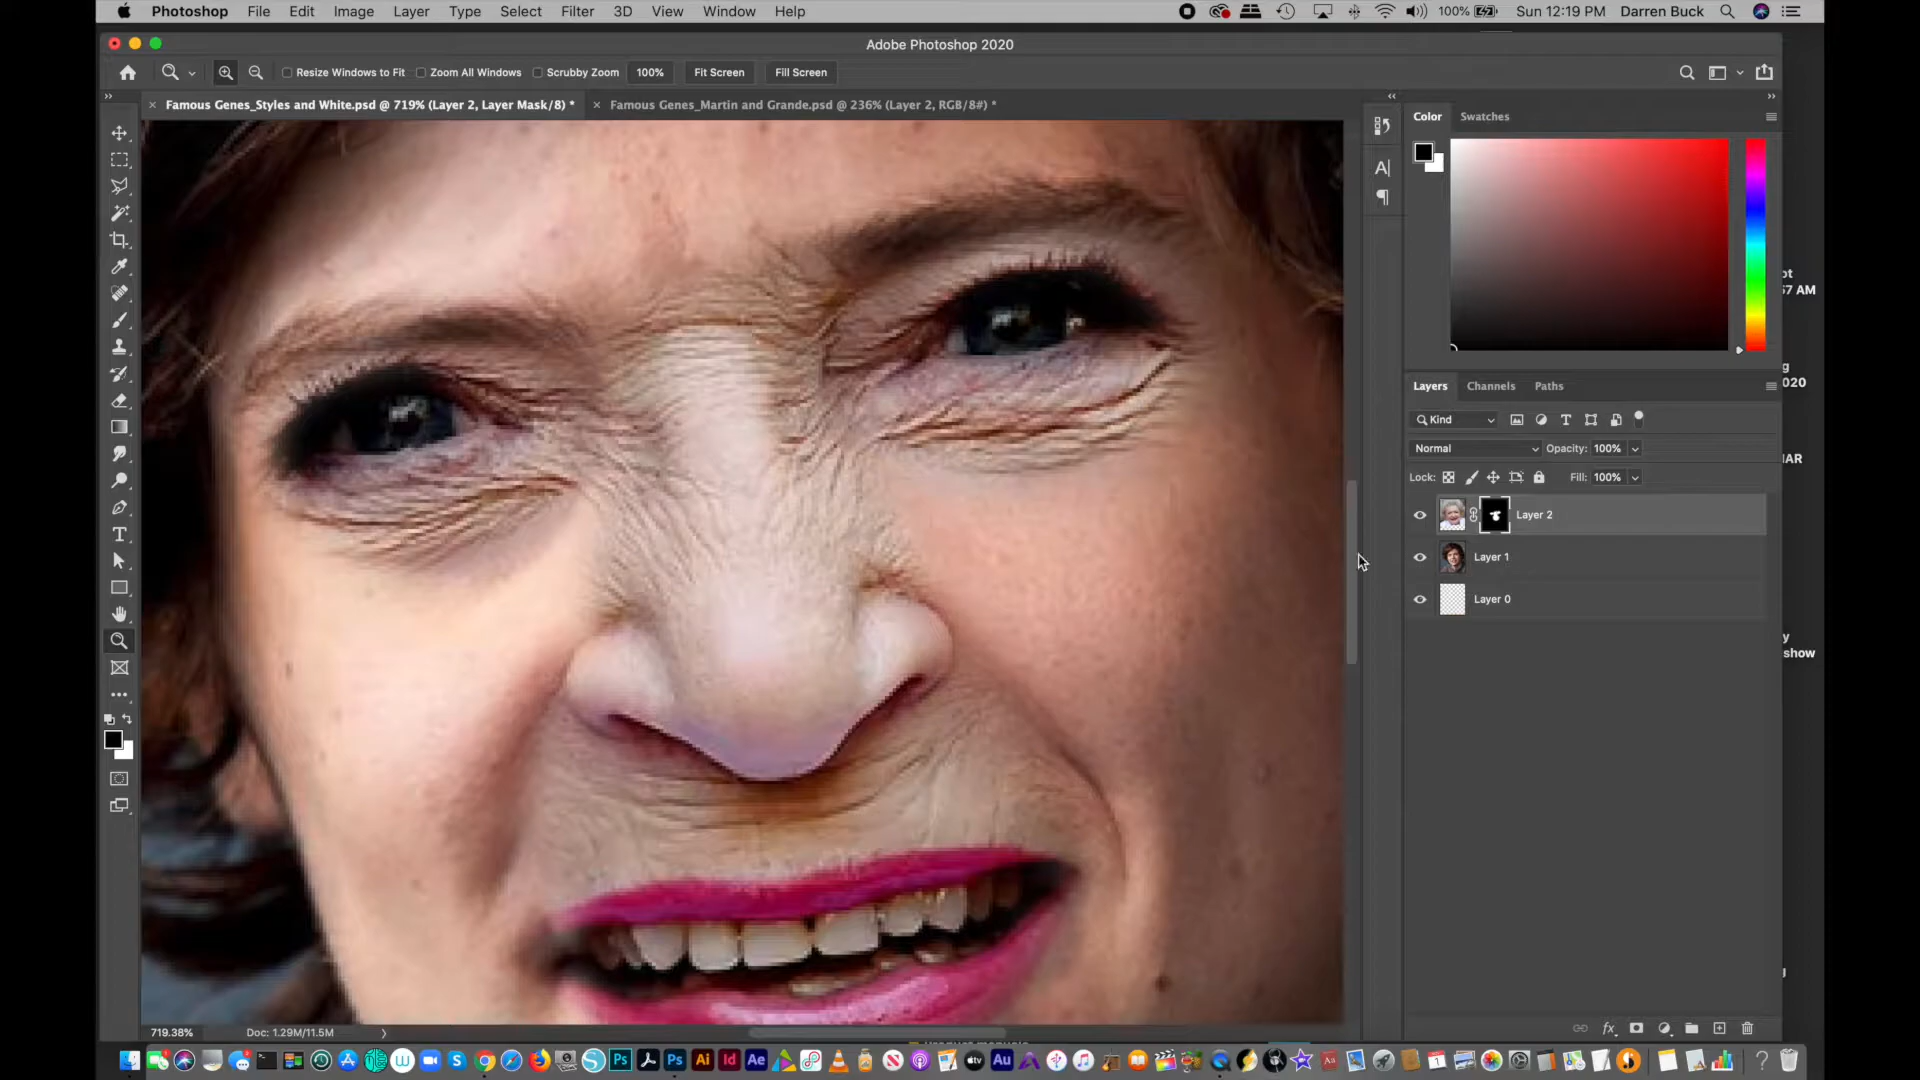 Photoshop File Edit Image Layer Type Select Filter 3D View Window Help 100% Sun 12:19 PM Darren Buck
Adobe Photoshop 2020
Resize Windows to Fit Zoom All Windows Scrubby Zoom 100% Fit Screen Fill Screen
Famous Genes_Styles and White.psd @ 719% (Layer 2, Layer Mask/8) * Famous Genes_Martin and Grande.psd @ 236% (Layer 2, RGB/8#) *
Color Swatches
57 AM
2020
Layers Channels Paths
Kind
Normal Opacity: 100%
Lock: Fill: 100%
Layer 2
Layer 1
Layer 0
show
719.38% Doc: 1.29M/11.5M